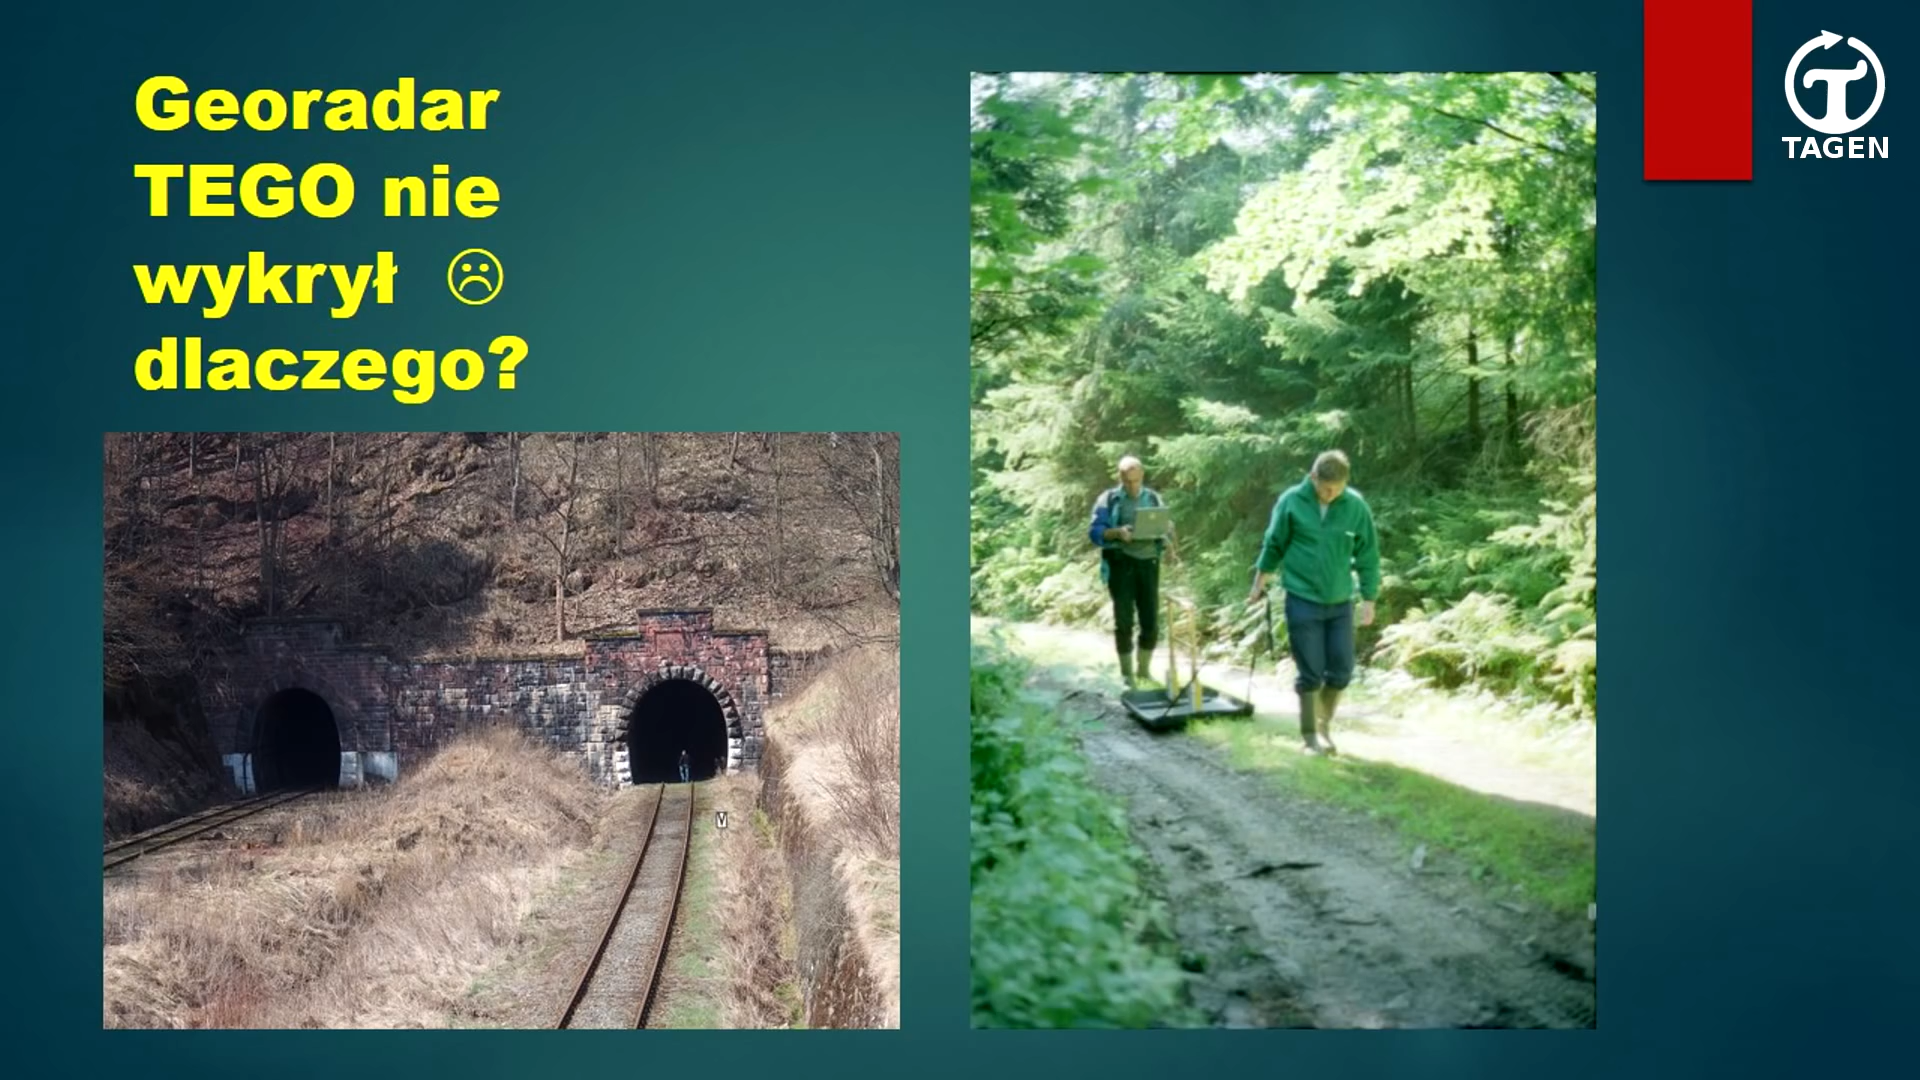 Georadar
TEGO nie
wykrył ☹
dlaczego?
TAGEN
V